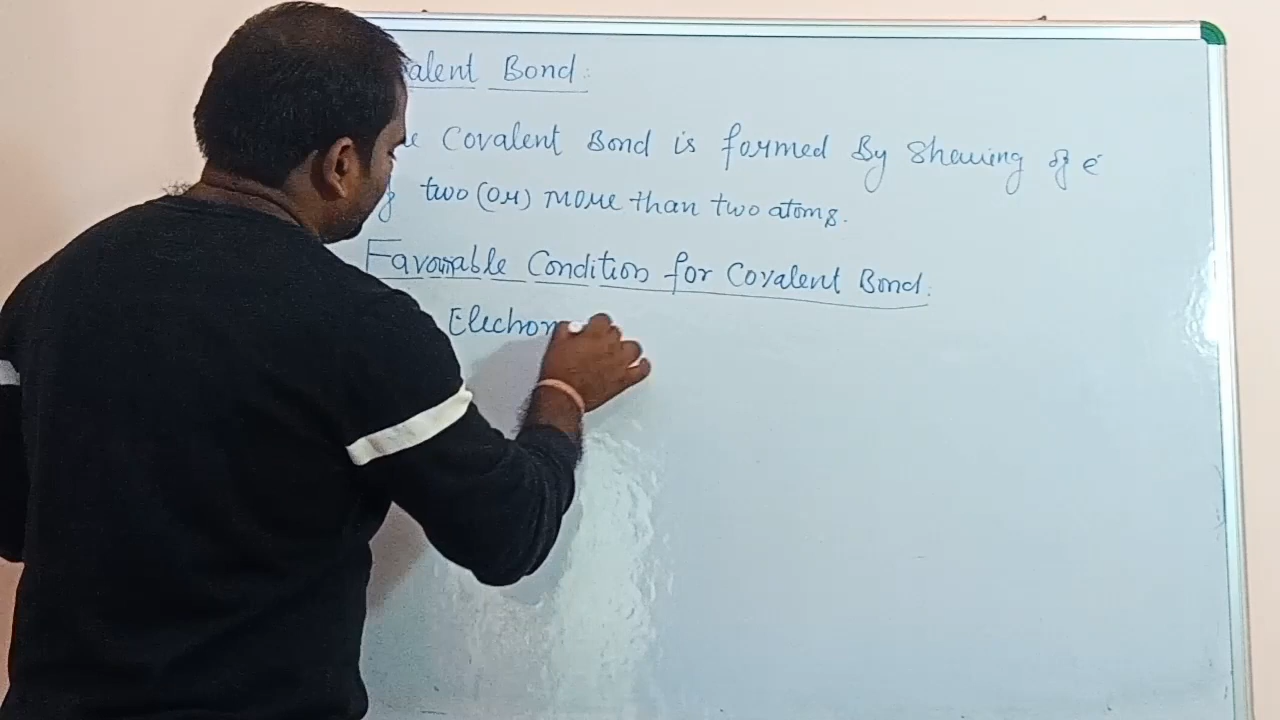 alent Bond:
Covalent Bond is formed By Sharing of e⁻
two (or) more than two atoms.
Favourable Condition for Covalent Bond:
Electron